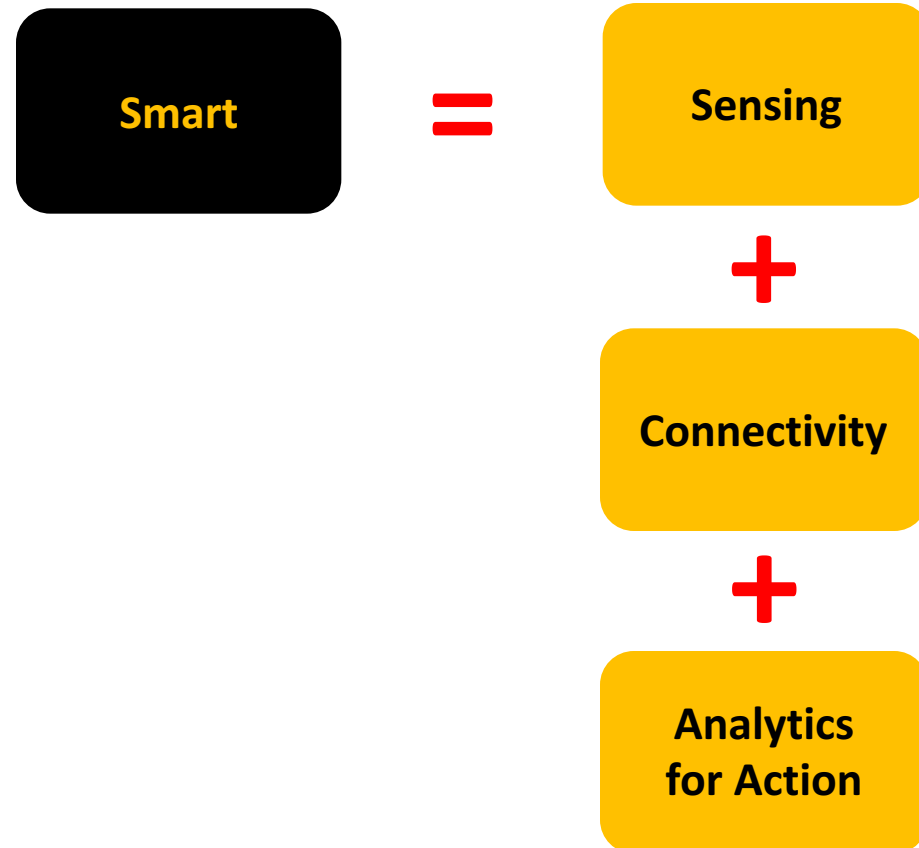 Smart = Sensing
+
Connectivity
+
Analytics
for Action